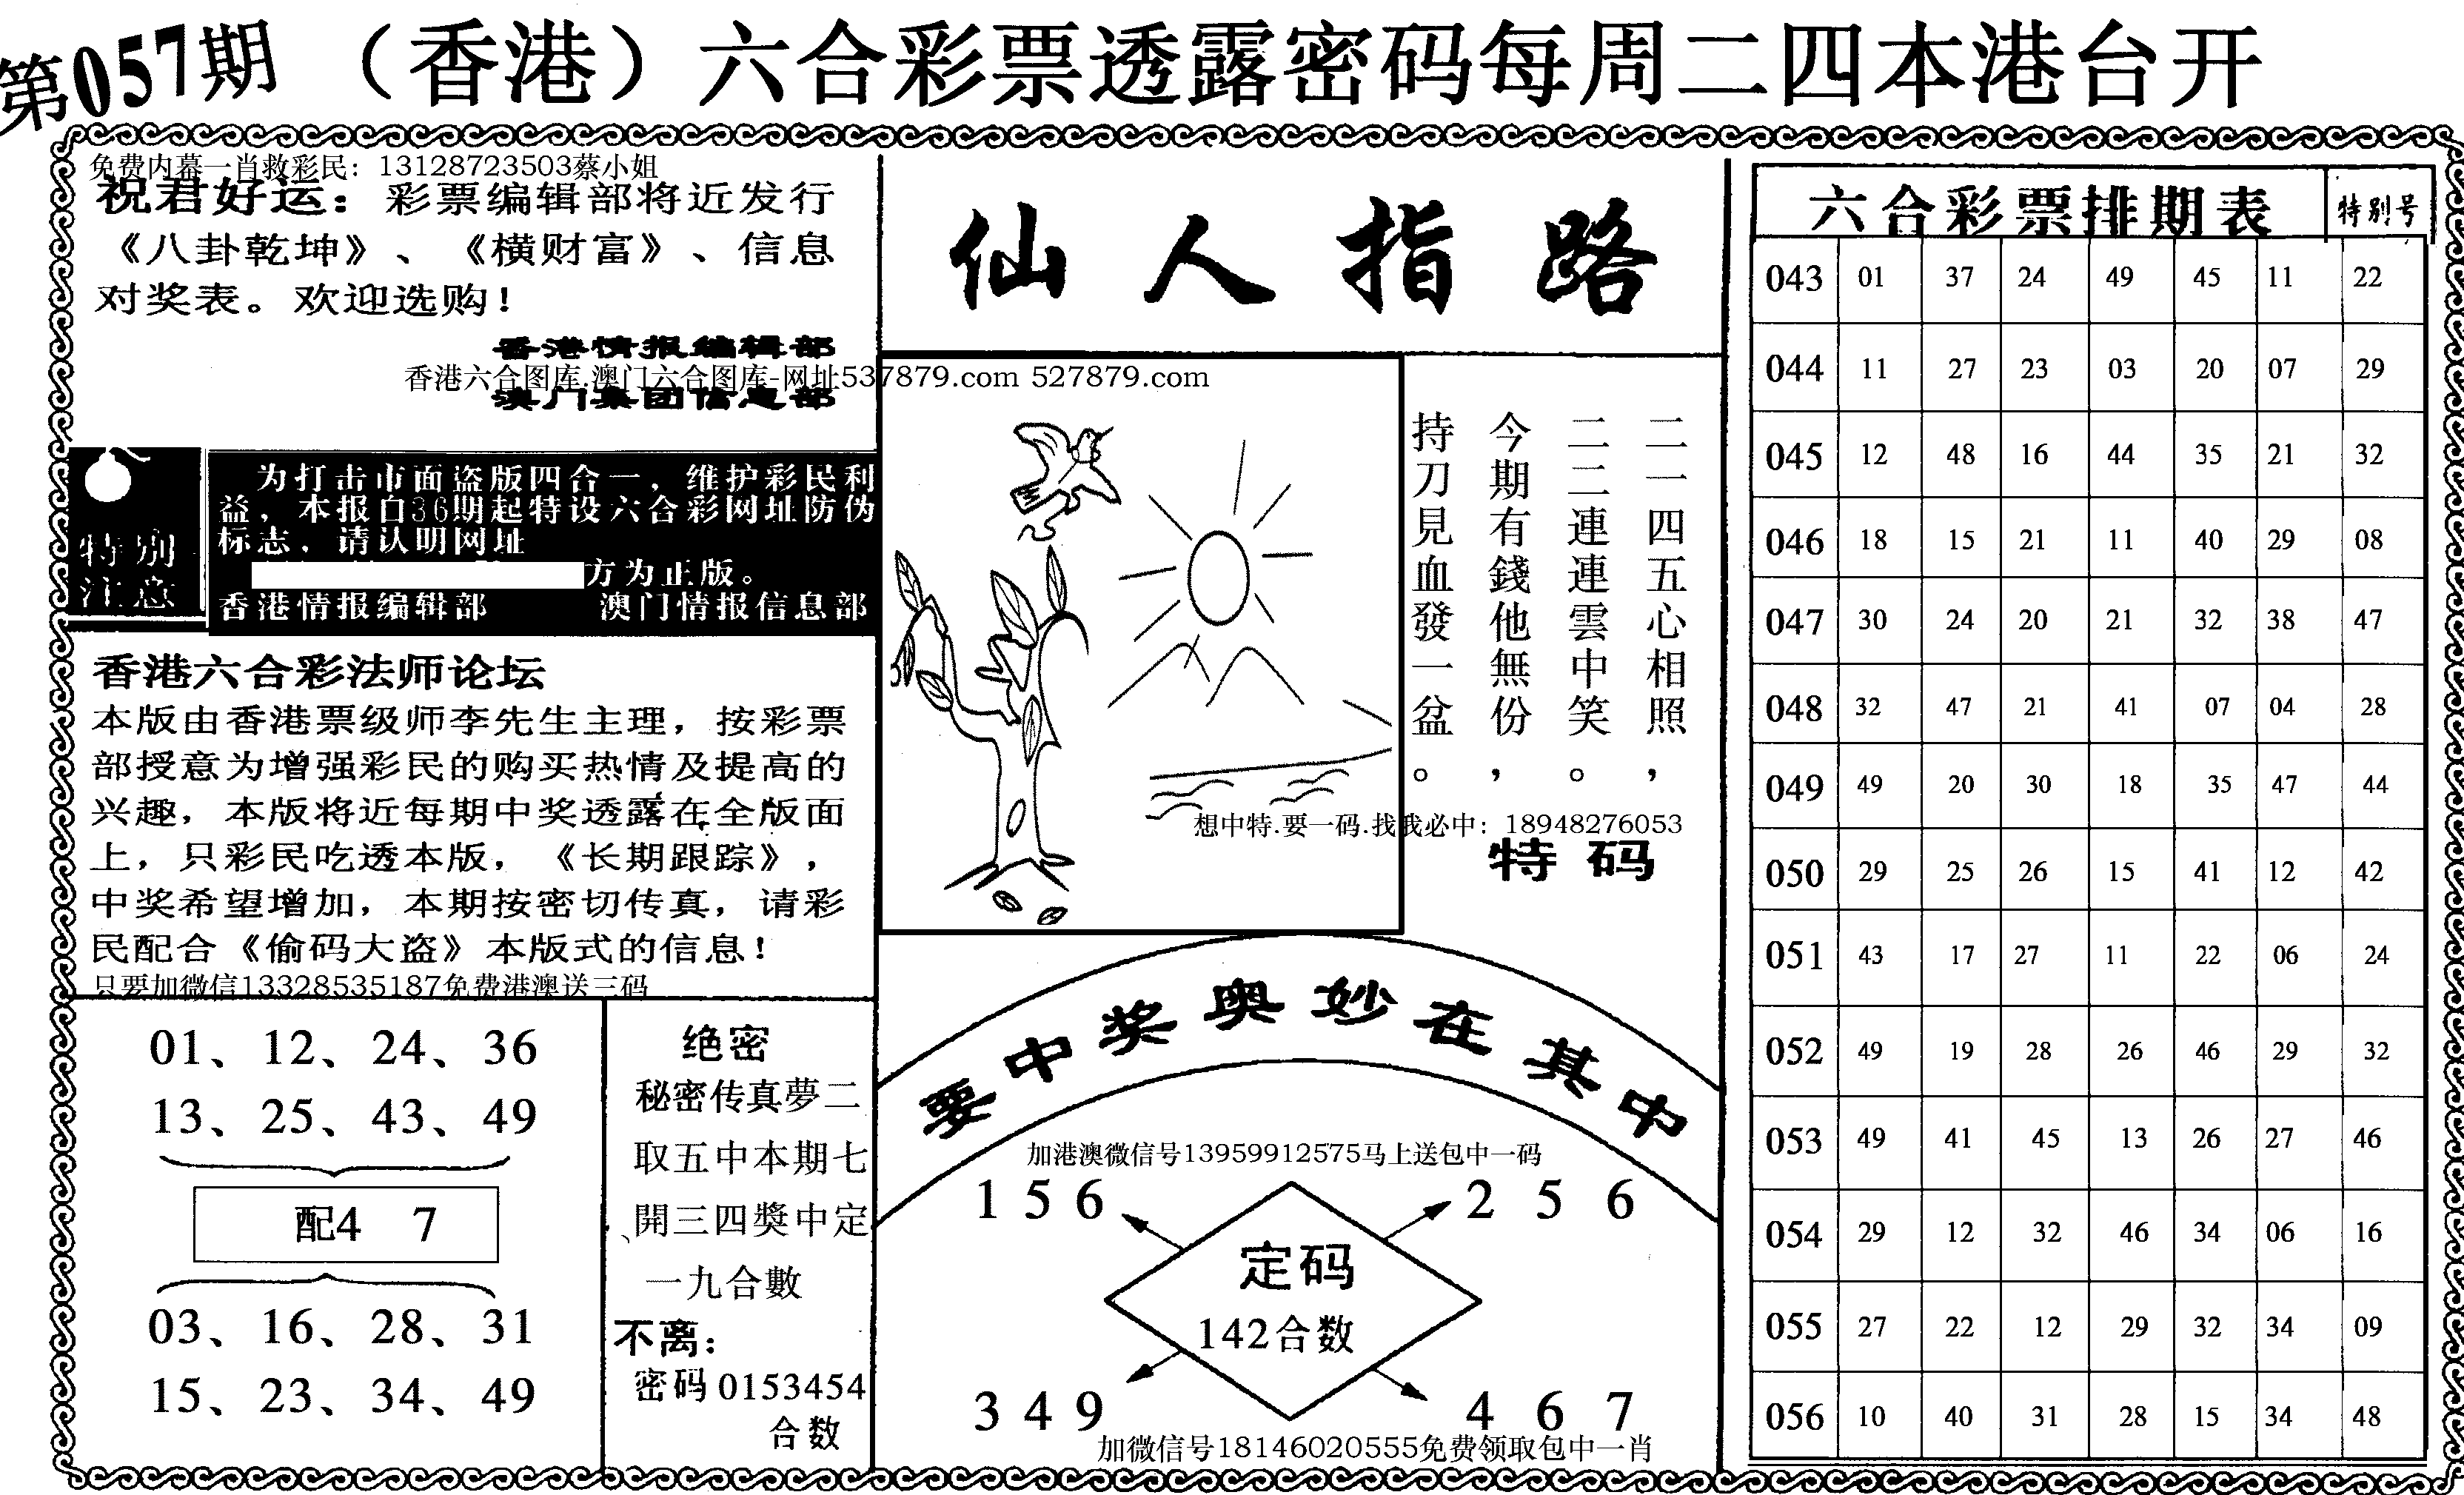 第057期 （香港）六合彩票透露密码每周二四本港台开
免费内幕一肖救彩民：13128723503蔡小姐
祝君好运：彩票编辑部将近发行
《八卦乾坤》、《横财富》、信息
对奖表。欢迎选购！
香港情报编辑部
香港六合图库.澳门六合图库-网址537879.com 527879.com
澳门集团信息部
特别
注意
为打击市面盗版四合一，维护彩民利
益，本报自36期起特设六合彩网址防伪
标志，请认明网址
方为正版。
香港情报编辑部 澳门情报信息部
香港六合彩法师论坛
本版由香港票级师李先生主理，按彩票
部授意为增强彩民的购买热情及提高的
兴趣，本版将近每期中奖透露在全版面
上，只彩民吃透本版，《长期跟踪》，
中奖希望增加，本期按密切传真，请彩
民配合《偷码大盗》本版式的信息！
只要加微信13328535187免费港澳送三码
01、12、24、36
13、25、43、49
配4 7
03、16、28、31
15、23、34、49
绝密
秘密传真夢二
取五中本期七
開三四獎中定
一九合數
不离：
密码0153454
合数
仙人指路
二一四五心相照，
二二連連雲中笑。
今期有錢他無份，
持刀見血發一盆。
想中特.要一码.找我必中：18948276053
特码
要中奖奥妙在其中
加港澳微信号13959912575马上送包中一码
1 5 6
2 5 6
定码
142合数
3 4 9
4 6 7
加微信号18146020555免费领取包中一肖
六合彩票排期表 特别号
043 01 37 24 49 45 11 22
044 11 27 23 03 20 07 29
045 12 48 16 44 35 21 32
046 18 15 21 11 40 29 08
047 30 24 20 21 32 38 47
048 32 47 21 41 07 04 28
049 49 20 30 18 35 47 44
050 29 25 26 15 41 12 42
051 43 17 27 11 22 06 24
052 49 19 28 26 46 29 32
053 49 41 45 13 26 27 46
054 29 12 32 46 34 06 16
055 27 22 12 29 32 34 09
056 10 40 31 28 15 34 48